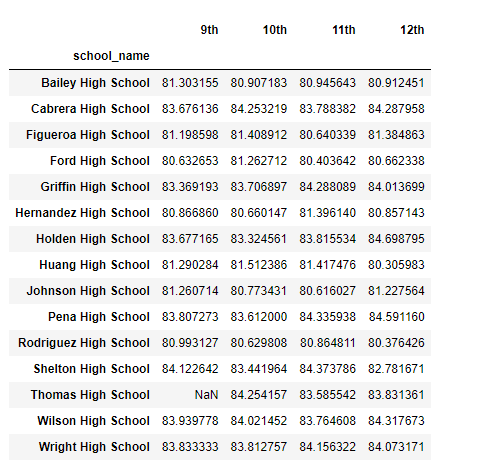 9th 10th 11th 12th
school_name
Bailey High School 81.303155 80.907183 80.945643 80.912451
Cabrera High School 83.676136 84.253219 83.788382 84.287958
Figueroa High School 81.198598 81.408912 80.640339 81.384863
Ford High School 80.632653 81.262712 80.403642 80.662338
Griffin High School 83.369193 83.706897 84.288089 84.013699
Hernandez High School 80.866860 80.660147 81.396140 80.857143
Holden High School 83.677165 83.324561 83.815534 84.698795
Huang High School 81.290284 81.512386 81.417476 80.305983
Johnson High School 81.260714 80.773431 80.616027 81.227564
Pena High School 83.807273 83.612000 84.335938 84.591160
Rodriguez High School 80.993127 80.629808 80.864811 80.376426
Shelton High School 84.122642 83.441964 84.373786 82.781671
Thomas High School NaN 84.254157 83.585542 83.831361
Wilson High School 83.939778 84.021452 83.764608 84.317673
Wright High School 83.833333 83.812757 84.156322 84.073171